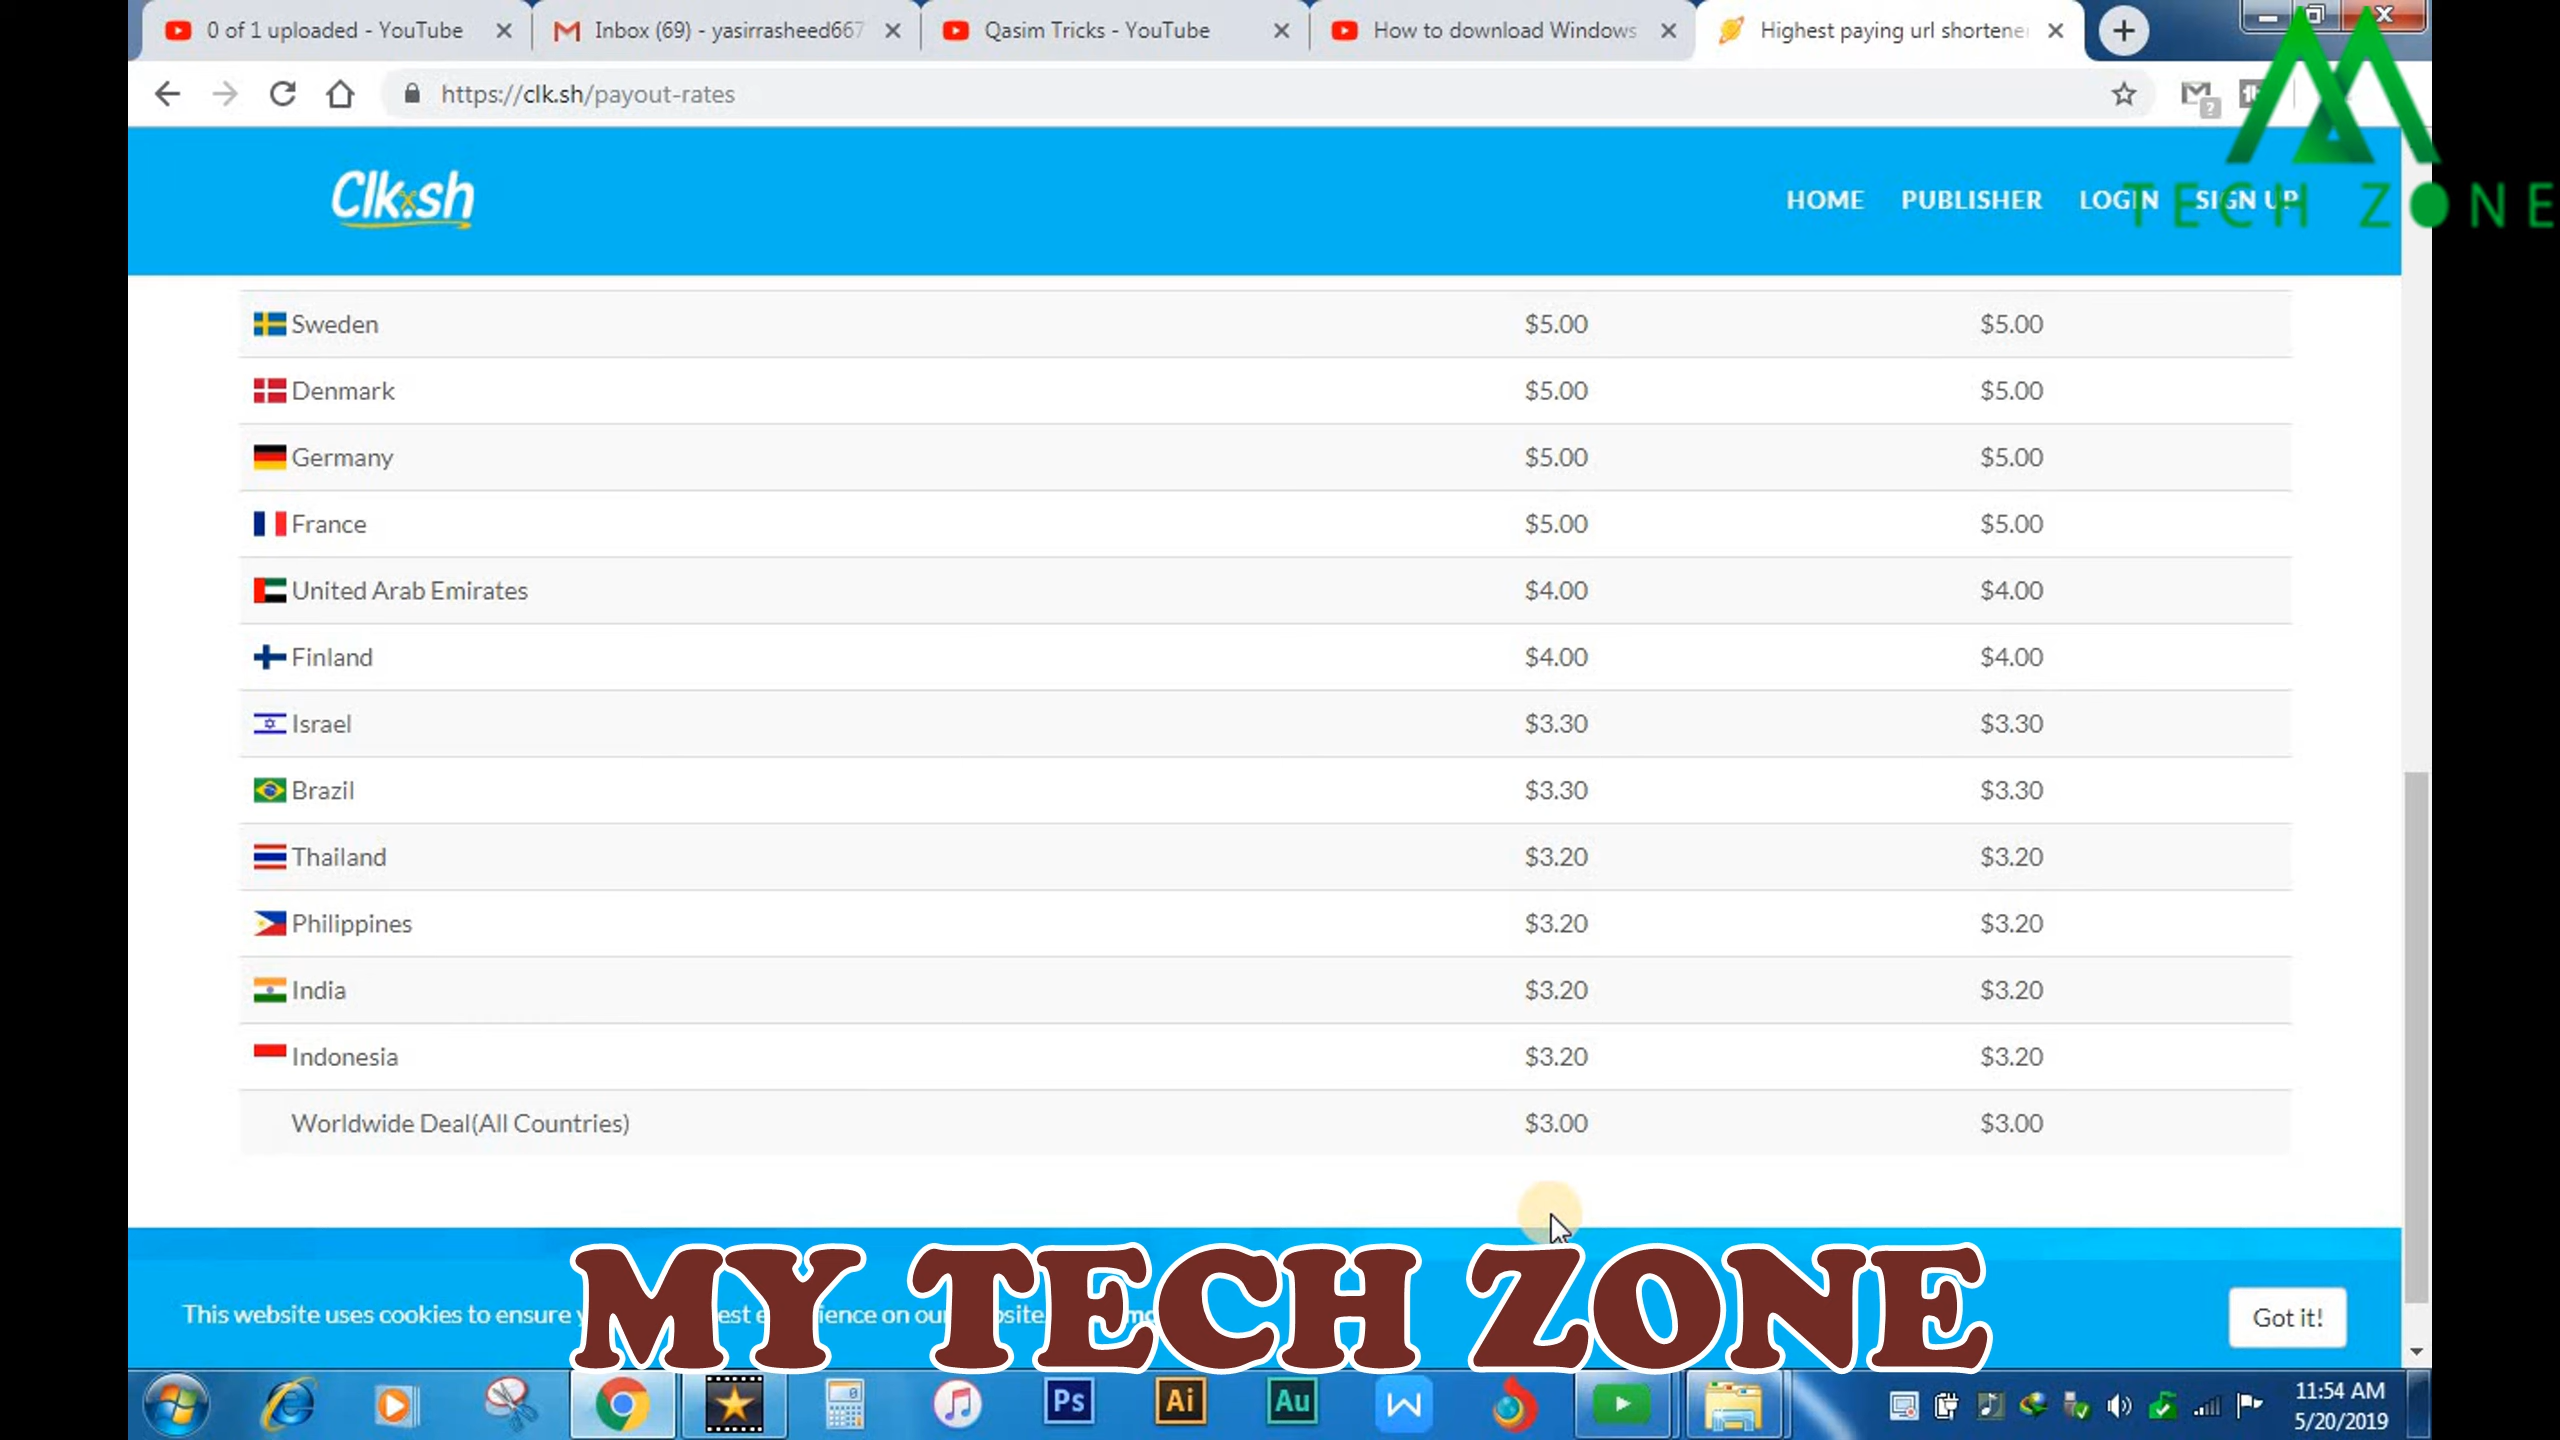 0 of 1 uploaded - YouTube
Inbox (69) - yasirrasheed667
Qasim Tricks - YouTube
How to download Windows
Highest paying url shortener
https://clk.sh/payout-rates
Clk.sh
HOME PUBLISHER LOGIN SIGN UP
TECH ZONE
Sweden $5.00 $5.00
Denmark $5.00 $5.00
Germany $5.00 $5.00
France $5.00 $5.00
United Arab Emirates $4.00 $4.00
Finland $4.00 $4.00
Israel $3.30 $3.30
Brazil $3.30 $3.30
Thailand $3.20 $3.20
Philippines $3.20 $3.20
India $3.20 $3.20
Indonesia $3.20 $3.20
Worldwide Deal(All Countries) $3.00 $3.00
This website uses cookies to ensure
on
Got it!
MY TECH ZONE
Ps
Ai
Au
11:54 AM
5/20/2019